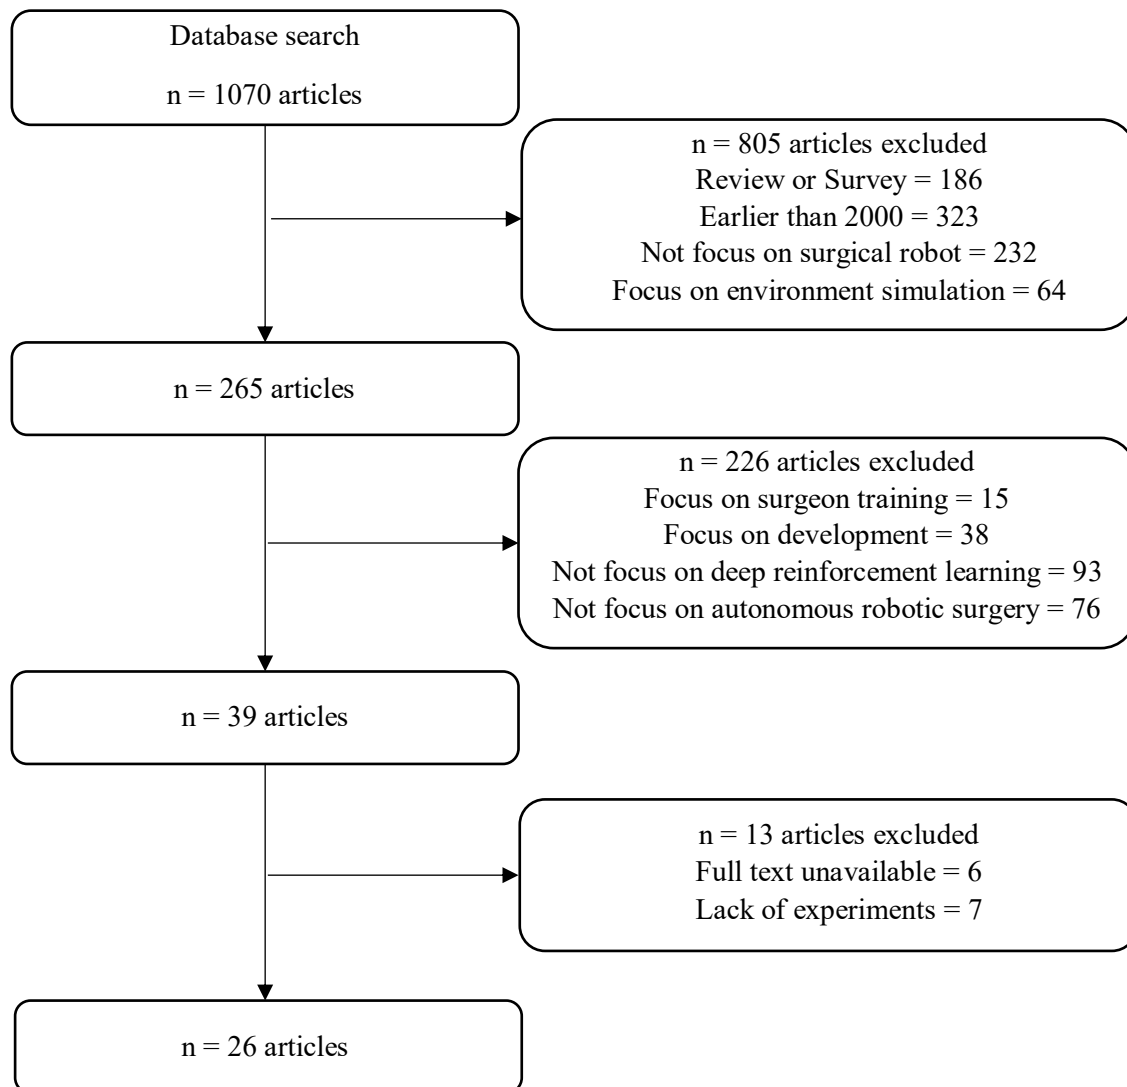 Database search
n = 1070 articles
n = 805 articles excluded
Review or Survey = 186
Earlier than 2000 = 323
Not focus on surgical robot = 232
Focus on environment simulation = 64
n = 265 articles
n = 226 articles excluded
Focus on surgeon training = 15
Focus on development = 38
Not focus on deep reinforcement learning = 93
Not focus on autonomous robotic surgery = 76
n = 39 articles
n = 13 articles excluded
Full text unavailable = 6
Lack of experiments = 7
n = 26 articles